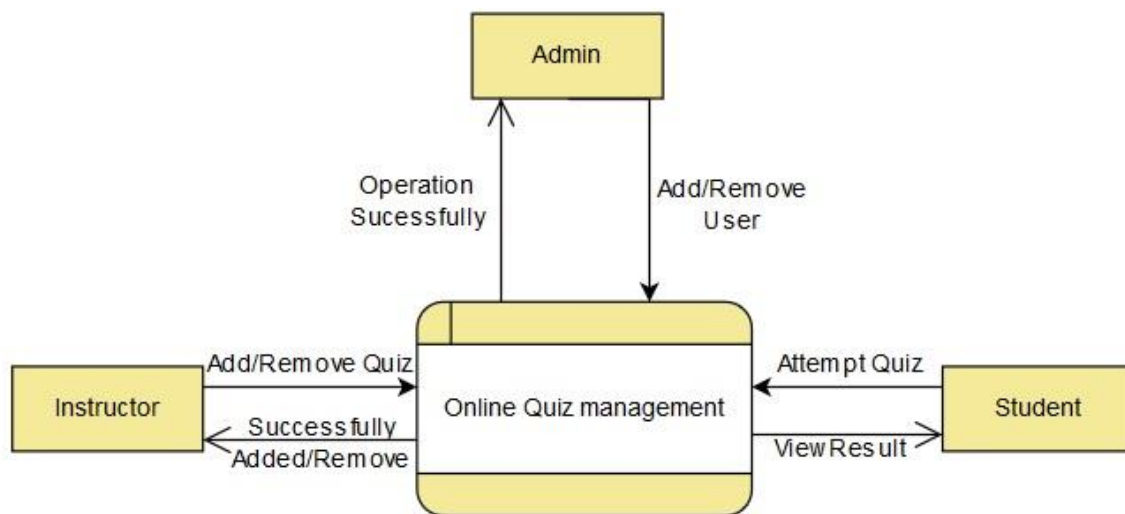 Admin
Operation
Sucessfully
Add/Remove
User
Add/Remove Quiz
Attempt Quiz
Instructor
Online Quiz management
Student
Successfully
Added/Remove
View Result